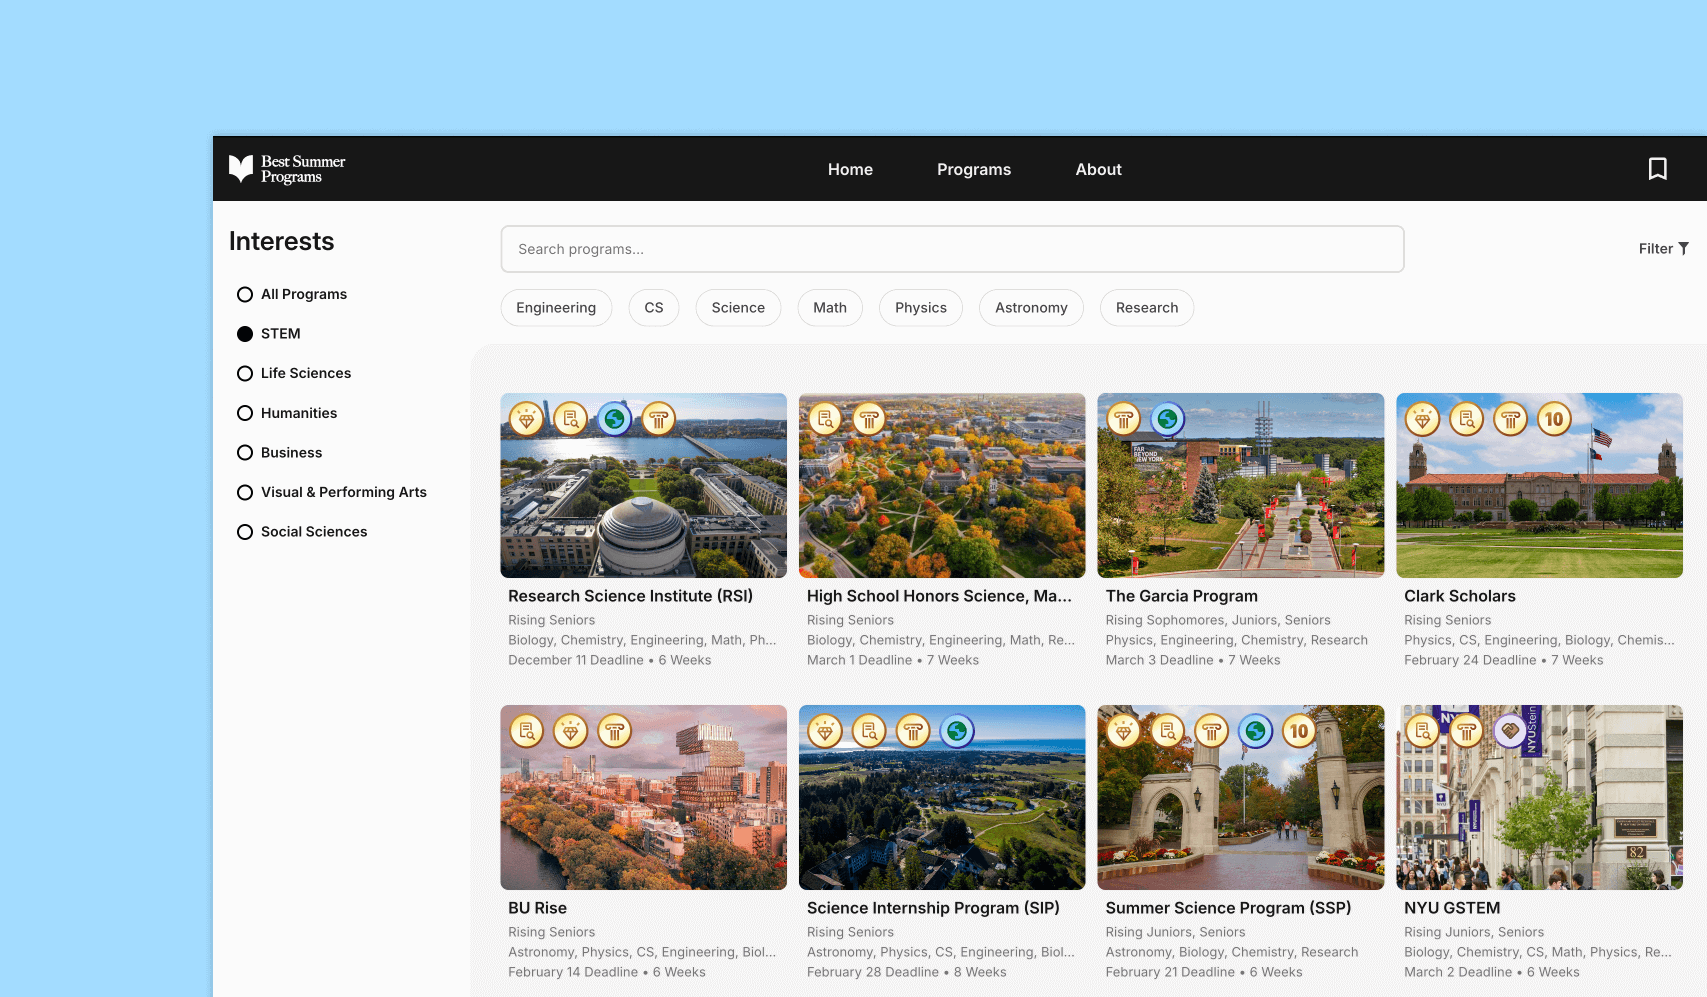 Best Summer
Programs
Home
Programs
About
Interests
All Programs
STEM
Life Sciences
Humanities
Business
Visual & Performing Arts
Social Sciences
Search programs...
Filter
Engineering
CS
Science
Math
Physics
Astronomy
Research
FAR
BEYOND
NEW YORK
10
Research Science Institute (RSI)
Rising Seniors
Biology, Chemistry, Engineering, Math, Ph...
December 11 Deadline • 6 Weeks
High School Honors Science, Ma...
Rising Seniors
Biology, Chemistry, Engineering, Math, Re...
March 1 Deadline • 7 Weeks
The Garcia Program
Rising Sophomores, Juniors, Seniors
Physics, Engineering, Chemistry, Research
March 3 Deadline • 7 Weeks
Clark Scholars
Rising Seniors
Physics, CS, Engineering, Biology, Chemis...
February 24 Deadline • 7 Weeks
10
NYU
NYUStein
82
BU Rise
Rising Seniors
Astronomy, Physics, CS, Engineering, Biol...
February 14 Deadline • 6 Weeks
Science Internship Program (SIP)
Rising Seniors
Astronomy, Physics, CS, Engineering, Biol...
February 28 Deadline • 8 Weeks
Summer Science Program (SSP)
Rising Juniors, Seniors
Astronomy, Biology, Chemistry, Research
February 21 Deadline • 6 Weeks
NYU GSTEM
Rising Juniors, Seniors
Biology, Chemistry, CS, Math, Physics, Re...
March 2 Deadline • 6 Weeks